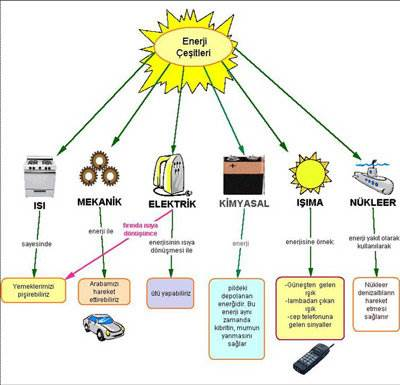 Enerji
Çeşitleri
ISI
MEKANİK
ELEKTRİK
KİMYASAL
IŞIMA
NÜKLEER
sayesinde
enerji ile
fırında ısıya
dönüşünce
enerjisinin ısıya
dönüşmesi ile
enerji
enerjisine örnek:
enerji yakıt olarak
kullanılarak
Yemeklerimizi
pişirebiliriz
Arabamızı
hareket
ettirebiliriz
ütü yapabiliriz
pildeki
depolanan
enerjidir. Bu
enerji aynı
zamanda
kibritin, mumun
yanmasını
sağlar
-Güneşten gelen
ışık
-lambadan çıkan
ışık
-cep telefonuna
gelen sinyaller
Nükleer
denizaltıların
hareket
etmesi
sağlanır